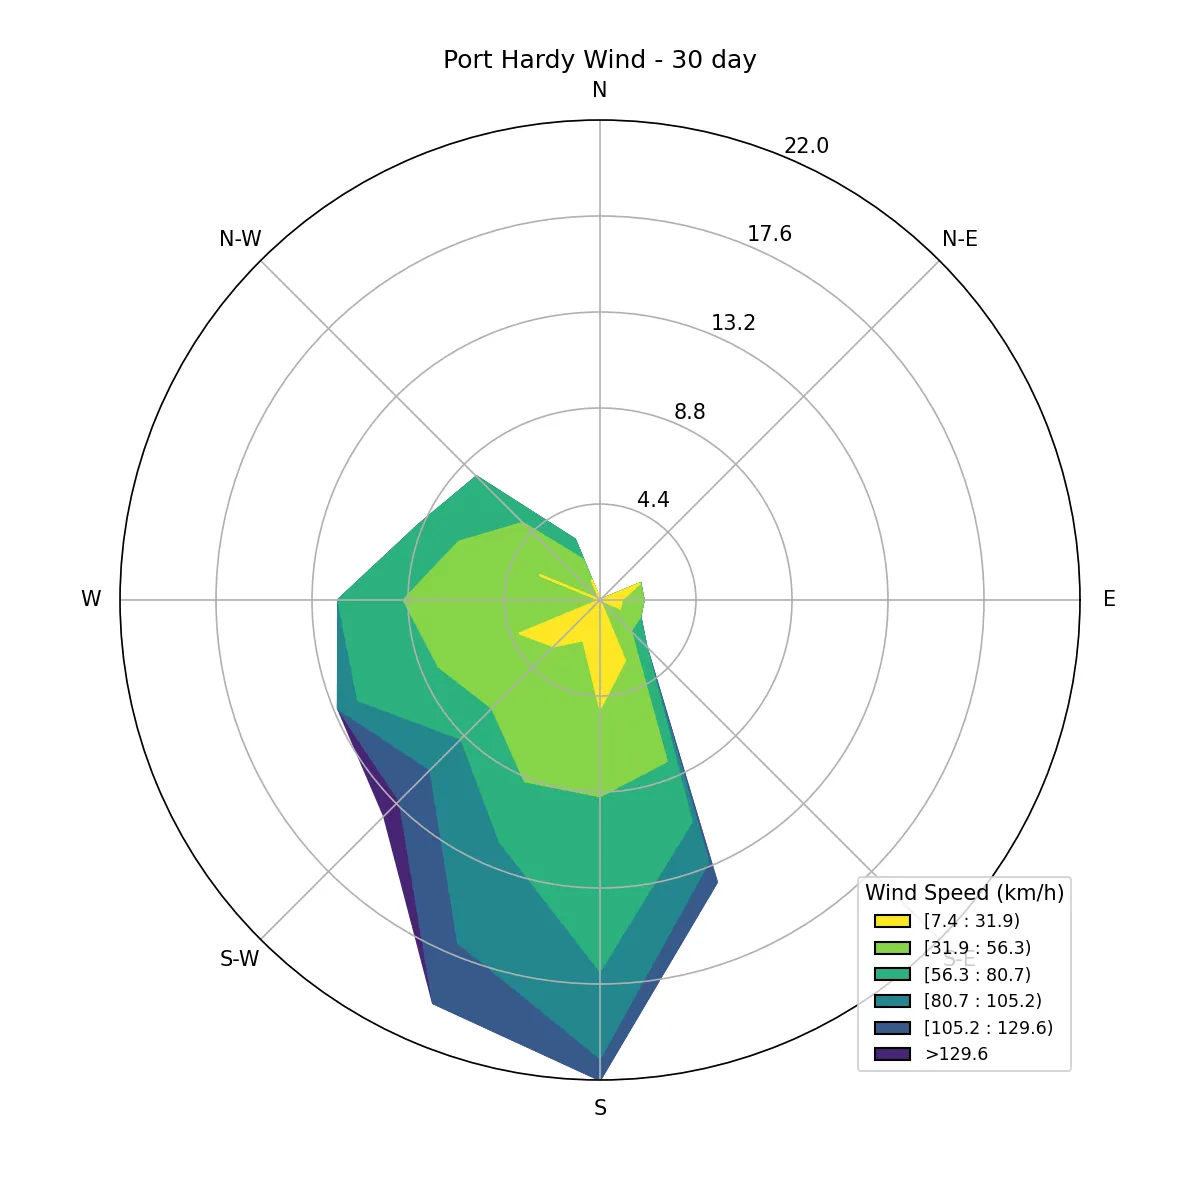 Port Hardy Wind - 30 day
N
22.0
17.6
N-W
N-E
13.2
8.8
4.4
W
E
S-W
S-E
Wind Speed (km/h)
[7.4 : 31.9)
[31.9 : 56.3)
[56.3 : 80.7)
[80.7 : 105.2)
[105.2 : 129.6)
>129.6
S